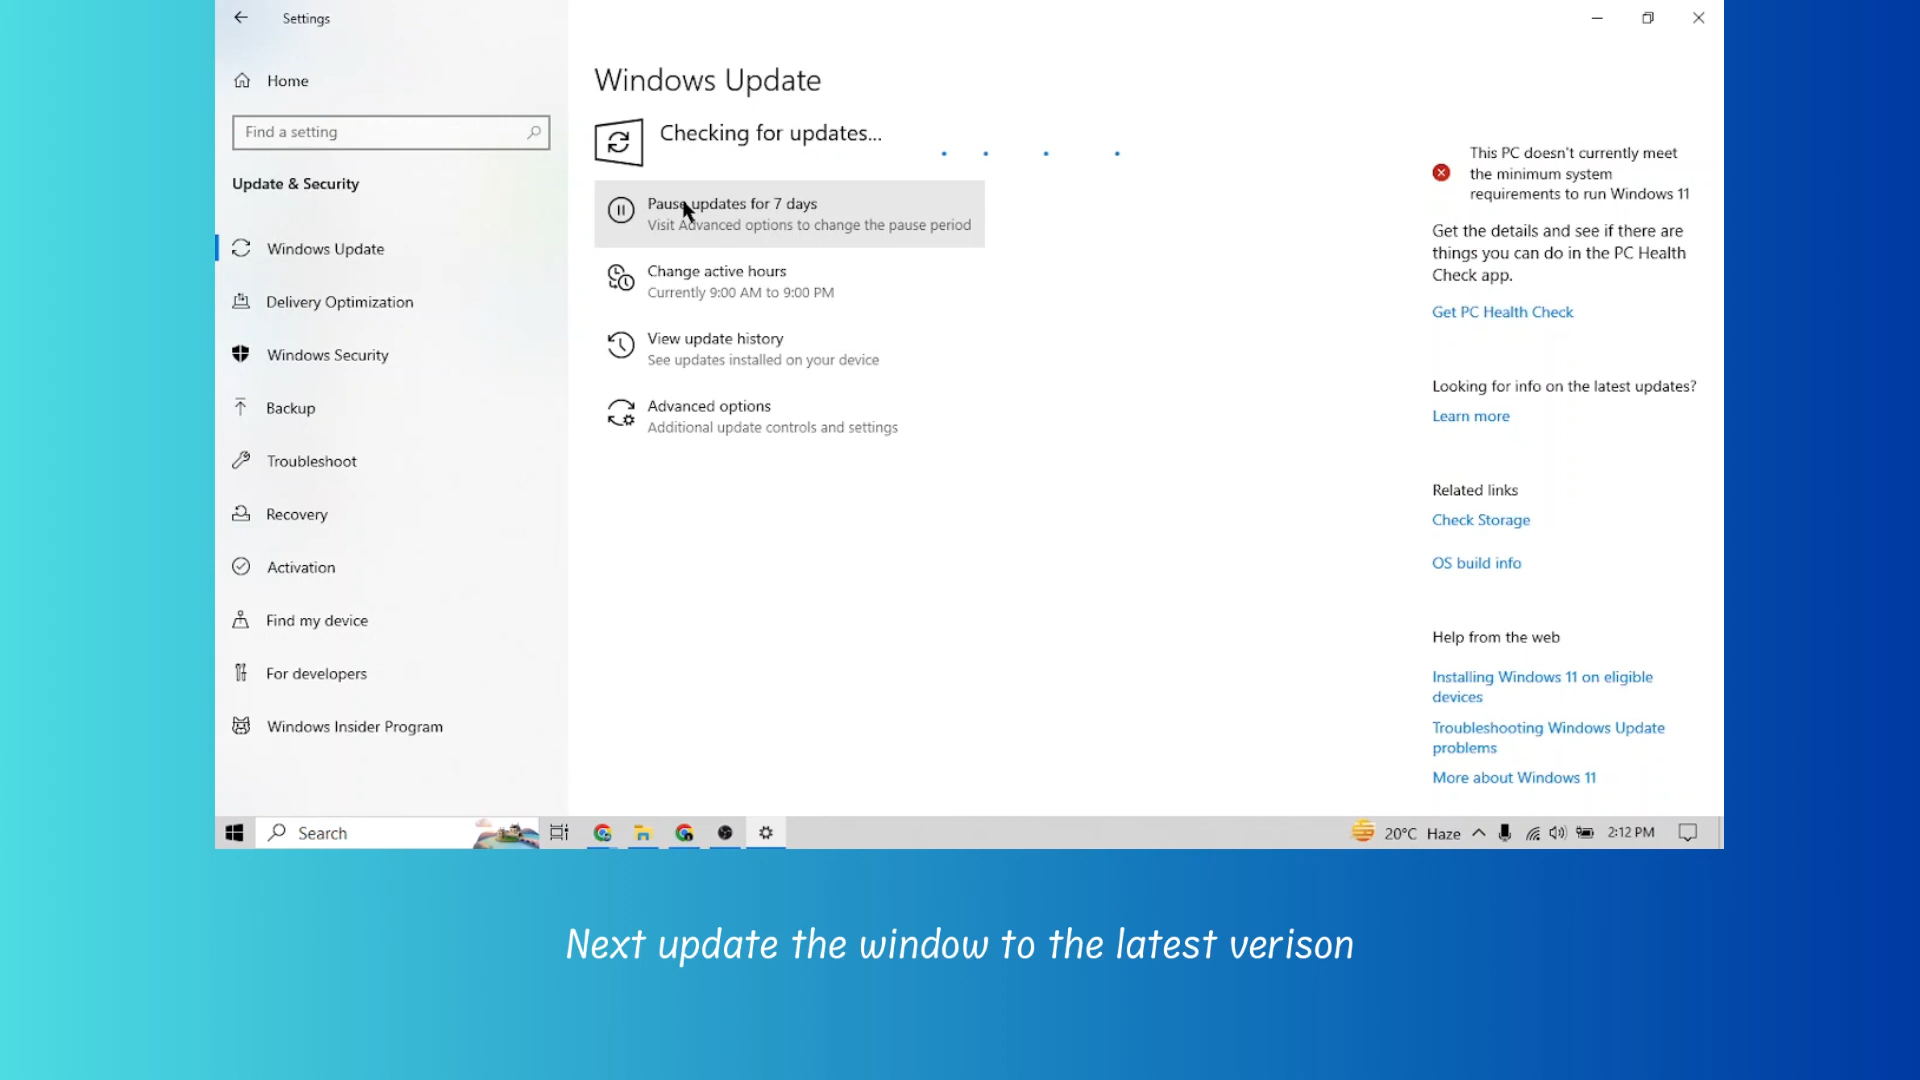 Settings
Home
Find a setting
Update & Security
Windows Update
Delivery Optimization
Windows Security
Backup
Troubleshoot
Recovery
Activation
Find my device
For developers
Windows Insider Program
Windows Update
Checking for updates...
Pause updates for 7 days
Visit Advanced options to change the pause period
Change active hours
Currently 9:00 AM to 9:00 PM
View update history
See updates installed on your device
Advanced options
Additional update controls and settings
This PC doesn't currently meet
the minimum system
requirements to run Windows 11
Get the details and see if there are
things you can do in the PC Health
Check app.
Get PC Health Check
Looking for info on the latest updates?
Learn more
Related links
Check Storage
OS build info
Help from the web
Installing Windows 11 on eligible
devices
Troubleshooting Windows Update
problems
More about Windows 11
Search
20°C Haze
2:12 PM
Next update the window to the latest verison